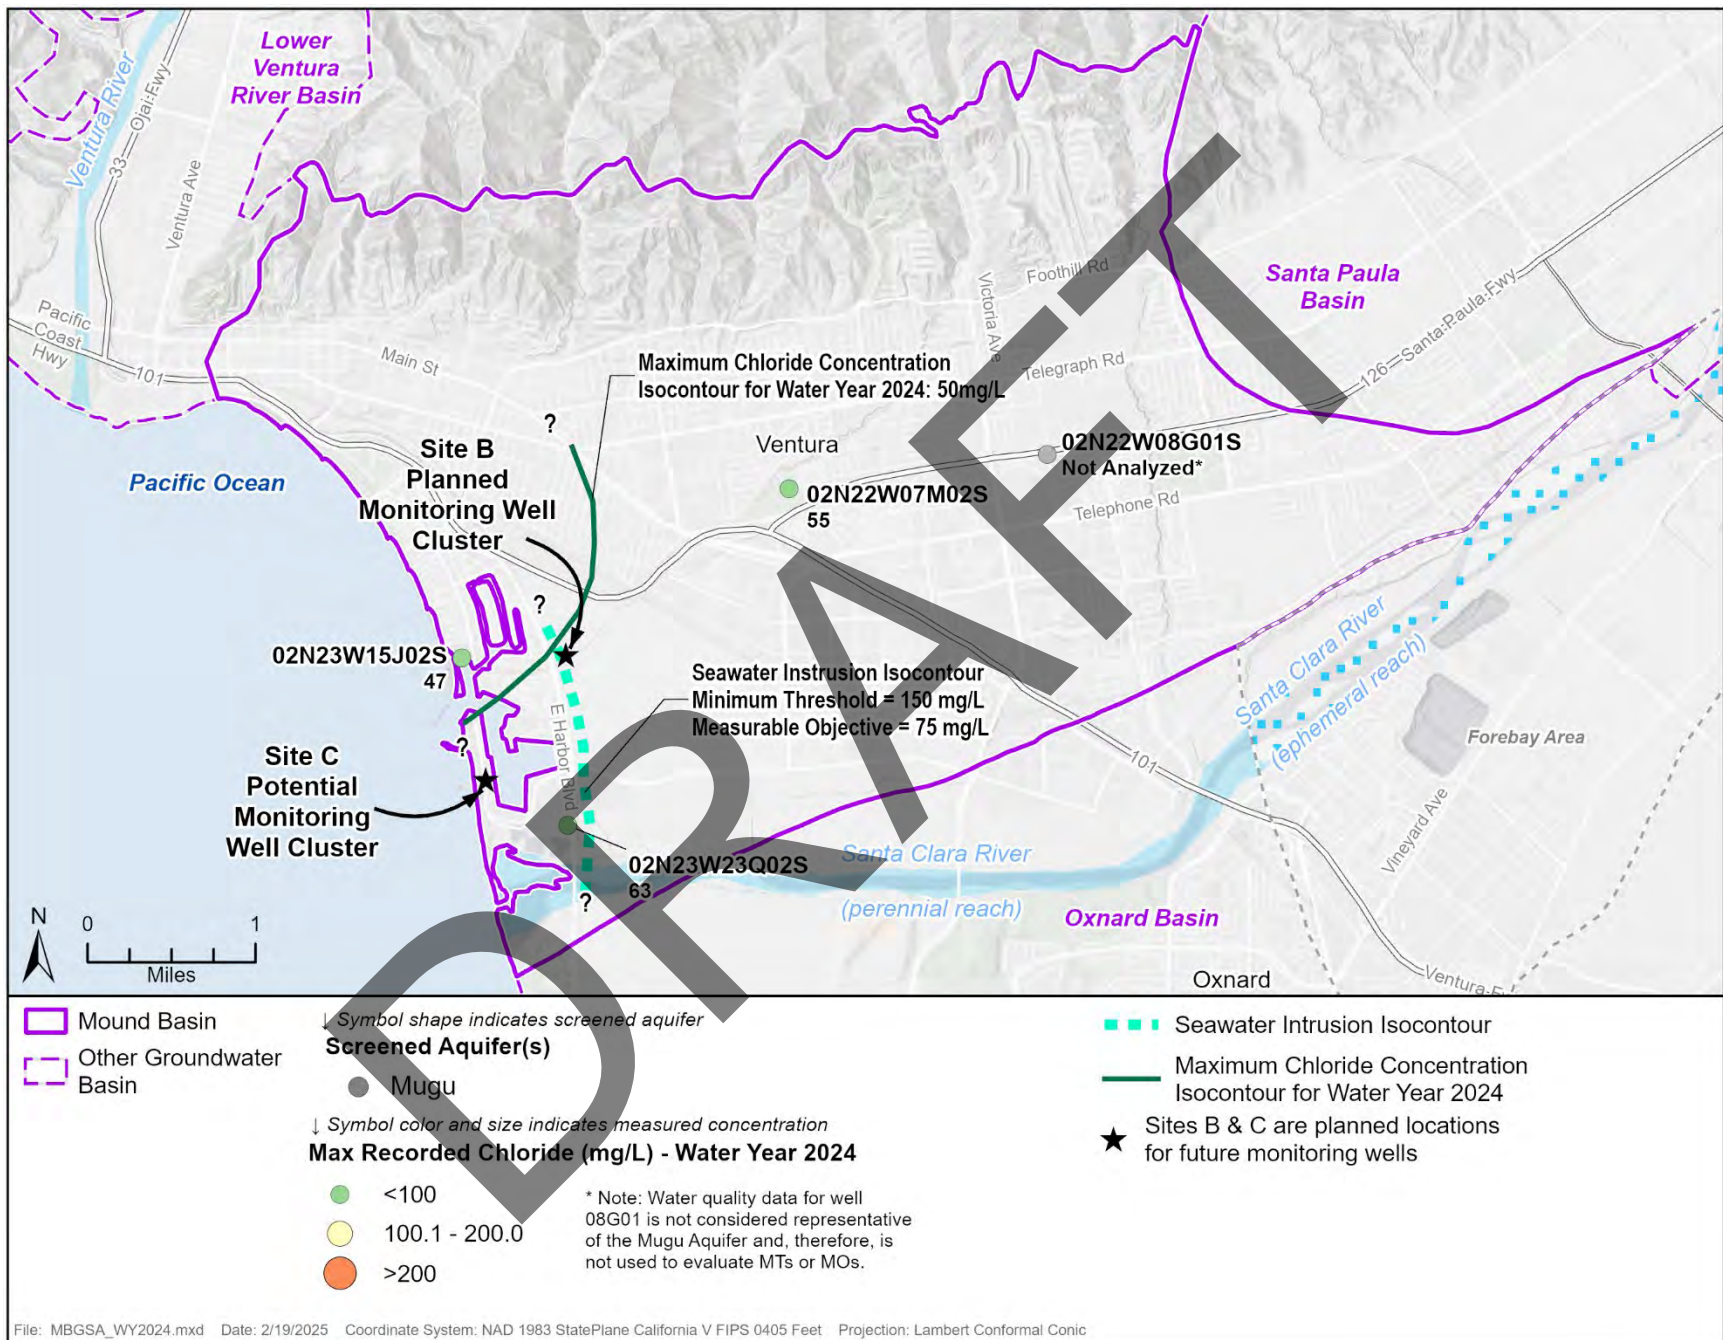 Lower
Ventura
River Basin
Ventura River
33
Ojai Fwy
Ventura Ave
Pacific
Coast
Hwy
101
Main St
Foothill Rd
Victoria Ave
Telegraph Rd
Santa Paula
Basin
126
Santa Paula Fwy
Maximum Chloride Concentration
Isocontour for Water Year 2024: 50mg/L
?
Ventura
Site B
Planned
Monitoring Well
Cluster
Pacific Ocean
02N22W08G01S
Not Analyzed*
02N22W07M02S
55
Telephone Rd
?
02N23W15J02S
47
Seawater Instrusion Isocontour
Minimum Threshold = 150 mg/L
Measurable Objective = 75 mg/L
E Harbor Blvd
?
Site C
Potential
Monitoring
Well Cluster
101
Santa Clara River
(ephemeral reach)
Forebay Area
Vineyard Ave
02N23W23Q02S
63
?
Santa Clara River
(perennial reach)
Oxnard Basin
Oxnard
Ventura-F
N
0 1
Miles
DRAFT
Mound Basin
Other Groundwater
Basin
↓ Symbol shape indicates screened aquifer
Screened Aquifer(s)
Mugu
↓ Symbol color and size indicates measured concentration
Max Recorded Chloride (mg/L) - Water Year 2024
<100
100.1 - 200.0
>200
* Note: Water quality data for well
08G01 is not considered representative
of the Mugu Aquifer and, therefore, is
not used to evaluate MTs or MOs.
Seawater Intrusion Isocontour
Maximum Chloride Concentration
Isocontour for Water Year 2024
Sites B & C are planned locations
for future monitoring wells
File: MBGSA_WY2024.mxd Date: 2/19/2025 Coordinate System: NAD 1983 StatePlane California V FIPS 0405 Feet Projection: Lambert Conformal Conic